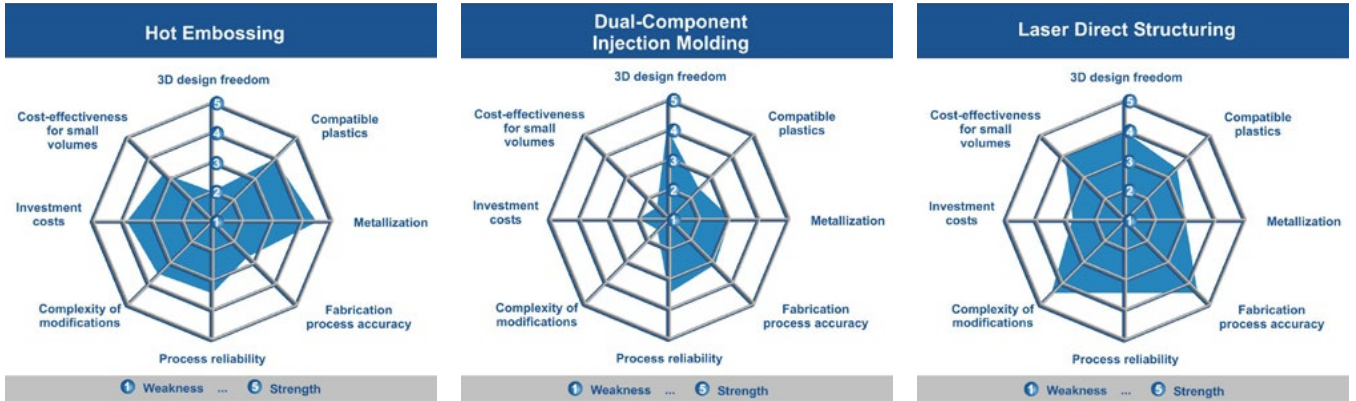 Hot Embossing
3D design freedom
Cost-effectiveness
for small
volumes
Compatible
plastics
5
4
3
2
1
Investment
costs
Metallization
Complexity of
modifications
Fabrication
process accuracy
Process reliability
1 Weakness ... 5 Strength
Dual-Component
Injection Molding
3D design freedom
Cost-effectiveness
for small
volumes
Compatible
plastics
5
4
3
2
1
Investment
costs
Metallization
Complexity of
modifications
Fabrication
process accuracy
Process reliability
1 Weakness ... 5 Strength
Laser Direct Structuring
3D design freedom
Cost-effectiveness
for small
volumes
Compatible
plastics
5
4
3
2
1
Investment
costs
Metallization
Complexity of
modifications
Fabrication
process accuracy
Process reliability
1 Weakness ... 5 Strength